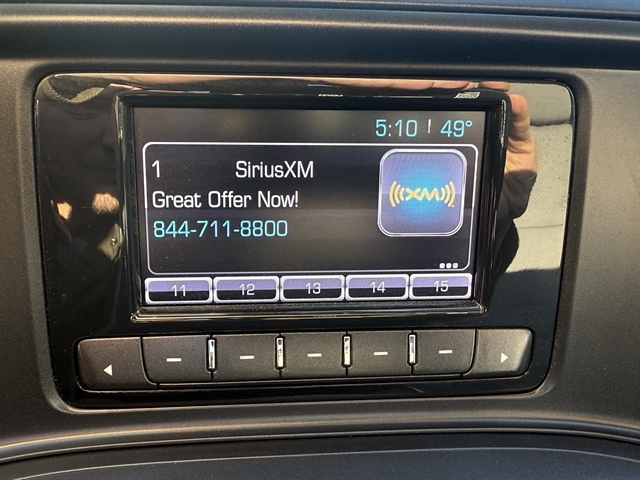 5:10 | 49°
1 SiriusXM
Great Offer Now!
844-711-8800
((XM))
11 12 13 14 15